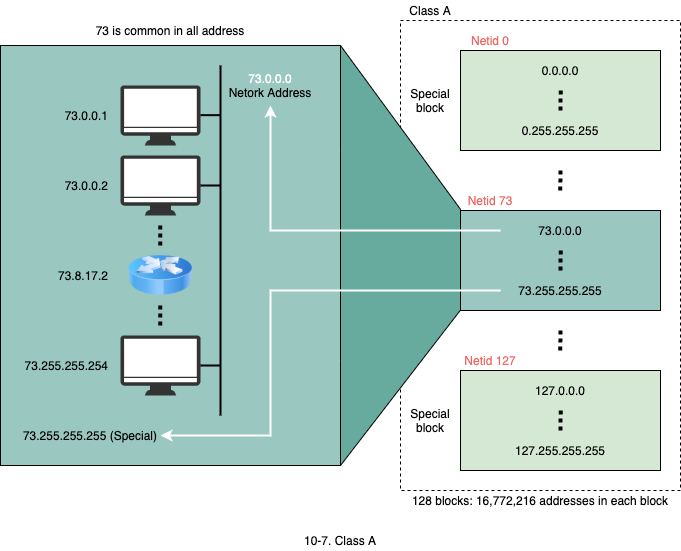 Class A
73 is common in all address
73.0.0.0
Netork Address
73.0.0.1
73.0.0.2
73.8.17.2
73.255.255.254
73.255.255.255 (Special)
Netid 0
Special
block
0.0.0.0
0.255.255.255
Netid 73
73.0.0.0
73.255.255.255
Netid 127
Special
block
127.0.0.0
127.255.255.255
128 blocks: 16,772,216 addresses in each block
10-7. Class A